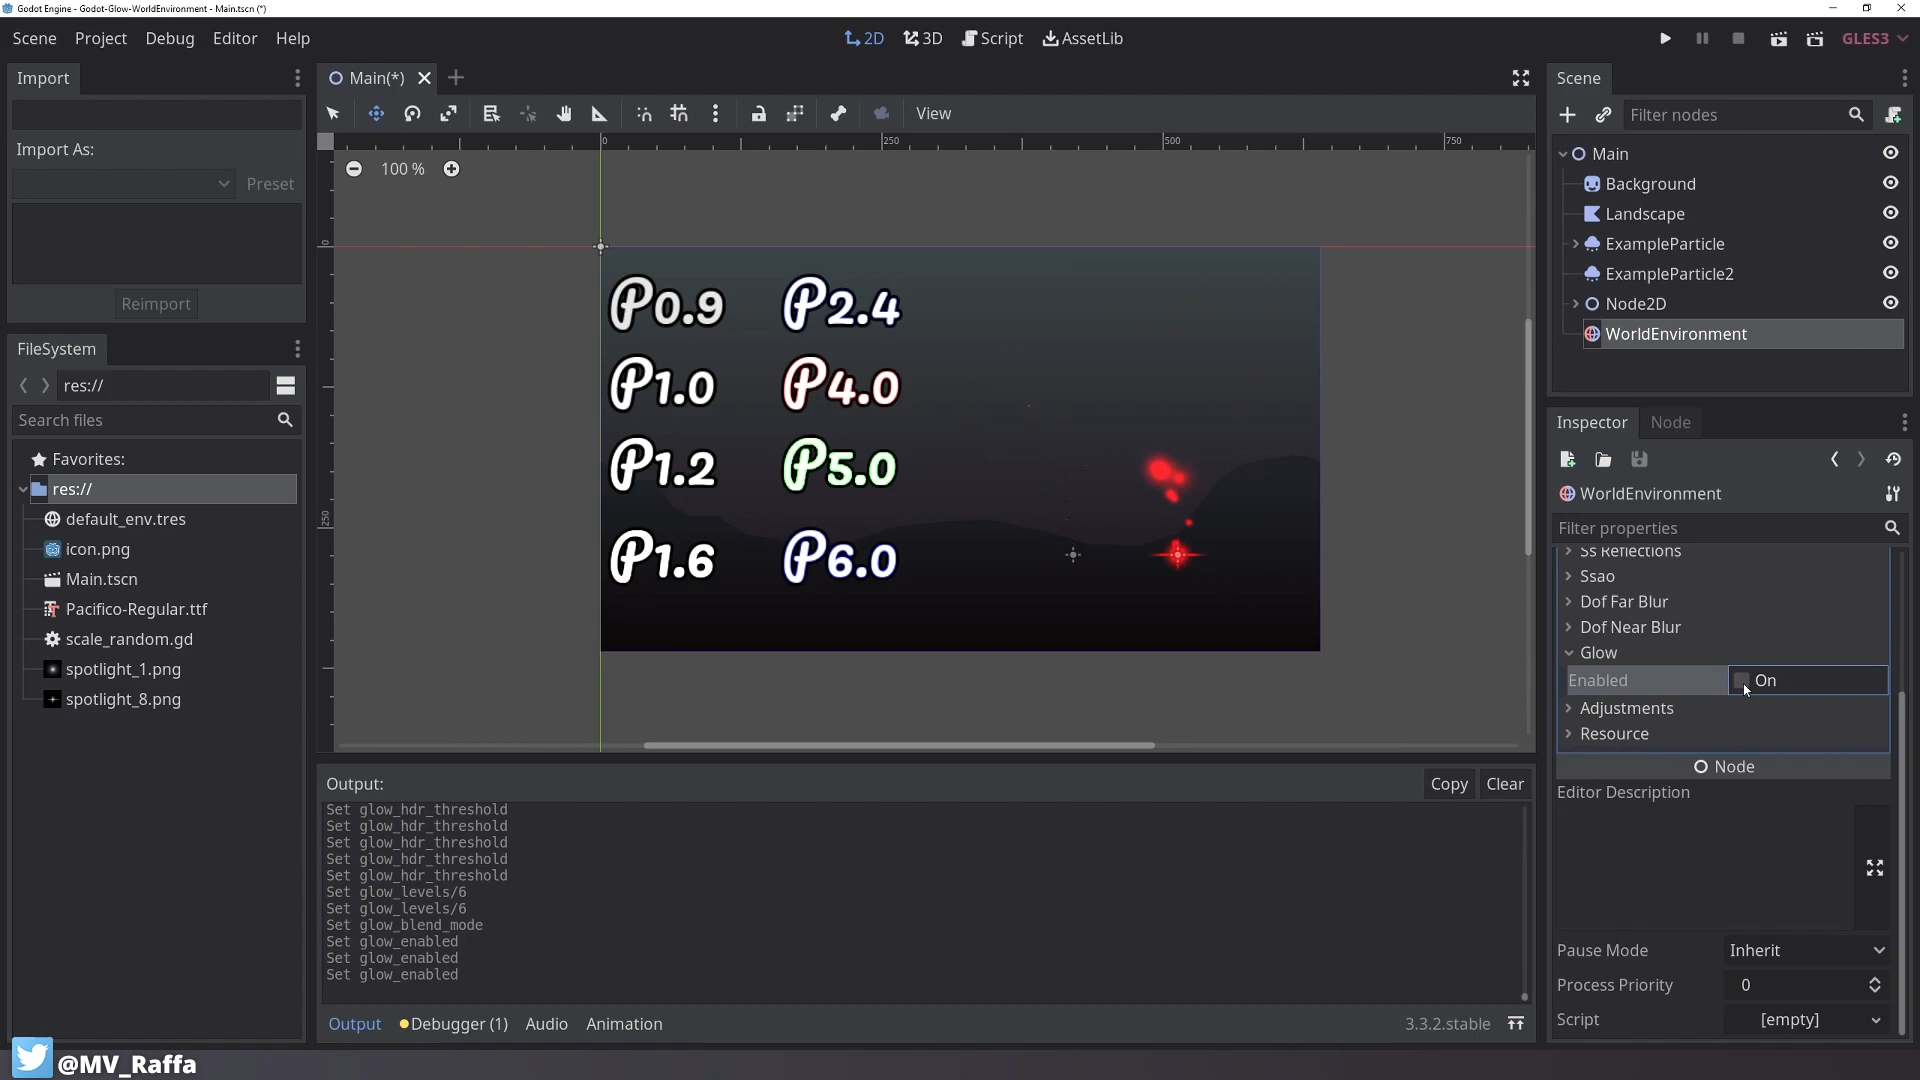 Godot Engine - Godot-Glow-WorldEnvironment - Main.tscn (*)
Scene Project Debug Editor Help
2D 3D Script AssetLib
GLES3
Import
Import As:
Preset
Reimport
FileSystem
res://
Search files
Favorites:
res://
default_env.tres
icon.png
Main.tscn
Pacifico-Regular.ttf
scale_random.gd
spotlight_1.png
spotlight_8.png
Main(*)
View
0 250 500 750
100 %
0
250
P0.9 P2.4
P1.0 P4.0
P1.2 P5.0
P1.6 P6.0
Output:
Copy Clear
Set glow_hdr_threshold
Set glow_hdr_threshold
Set glow_hdr_threshold
Set glow_hdr_threshold
Set glow_hdr_threshold
Set glow_levels/6
Set glow_levels/6
Set glow_blend_mode
Set glow_enabled
Set glow_enabled
Set glow_enabled
Output Debugger (1) Audio Animation
3.3.2.stable
Scene
Filter nodes
Main
Background
Landscape
ExampleParticle
ExampleParticle2
Node2D
WorldEnvironment
Inspector Node
WorldEnvironment
Filter properties
Ss Reflections
Ssao
Dof Far Blur
Dof Near Blur
Glow
Enabled On
Adjustments
Resource
Node
Editor Description
Pause Mode Inherit
Process Priority 0
Script [empty]
@MV_Raffa